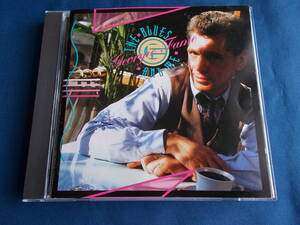 THE BLUES
Georgie Fame
AND ME